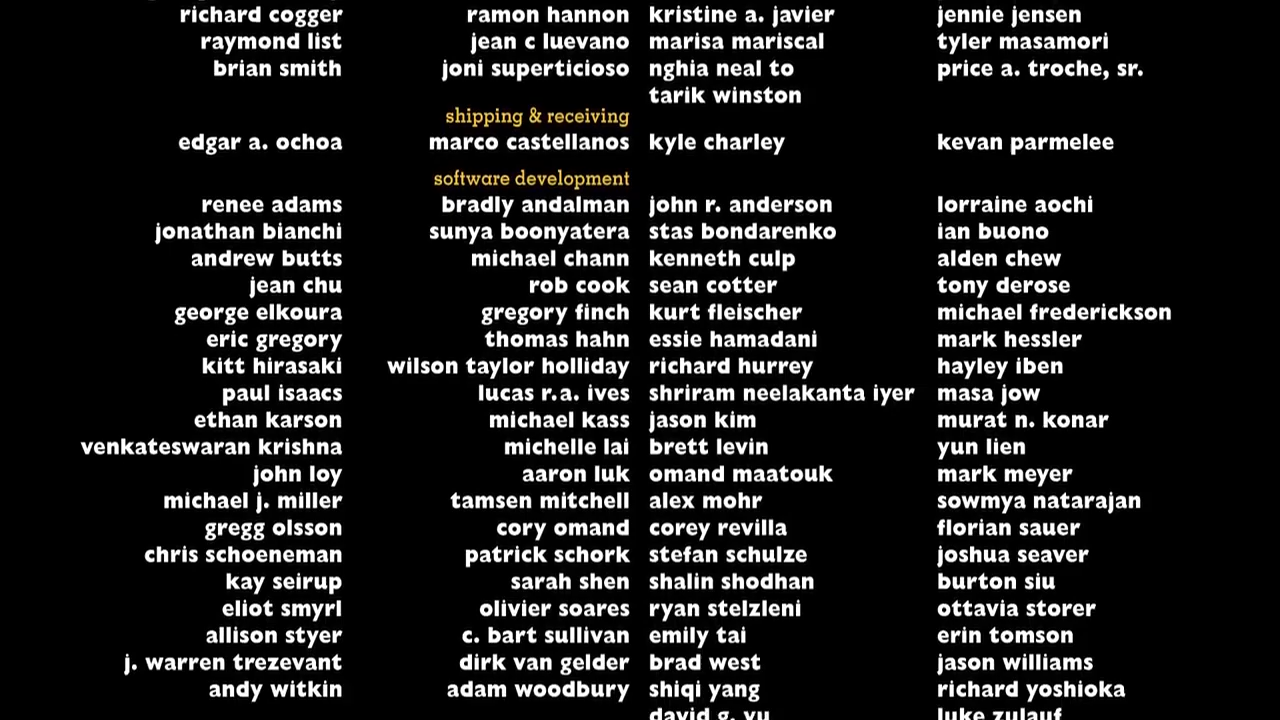 richard cogger ramon hannon kristine a. javier jennie jensen
raymond list jean c luevano marisa mariscal tyler masamori
brian smith joni superticioso nghia neal to price a. troche, sr.
tarik winston
shipping & receiving
edgar a. ochoa marco castellanos kyle charley kevan parmelee
software development
renee adams bradly andalman john r. anderson lorraine aochi
jonathan bianchi sunya boonyatera stas bondarenko ian buono
andrew butts michael chann kenneth culp alden chew
jean chu rob cook sean cotter tony derose
george elkoura gregory finch kurt fleischer michael frederickson
eric gregory thomas hahn essie hamadani mark hessler
kitt hirasaki wilson taylor holliday richard hurrey hayley iben
paul isaacs lucas r.a. ives shriram neelakanta iyer masa jow
ethan karson michael kass jason kim murat n. konar
venkateswaran krishna michelle lai brett levin yun lien
john loy aaron luk omand maatouk mark meyer
michael j. miller tamsen mitchell alex mohr sowmya natarajan
gregg olsson cory omand corey revilla florian sauer
chris schoeneman patrick schork stefan schulze joshua seaver
kay seirup sarah shen shalin shodhan burton siu
eliot smyrl olivier soares ryan stelzleni ottavia storer
allison styer c. bart sullivan emily tai erin tomson
j. warren trezevant dirk van gelder brad west jason williams
andy witkin adam woodbury shiqi yang richard yoshioka
david g. yu luke zulauf